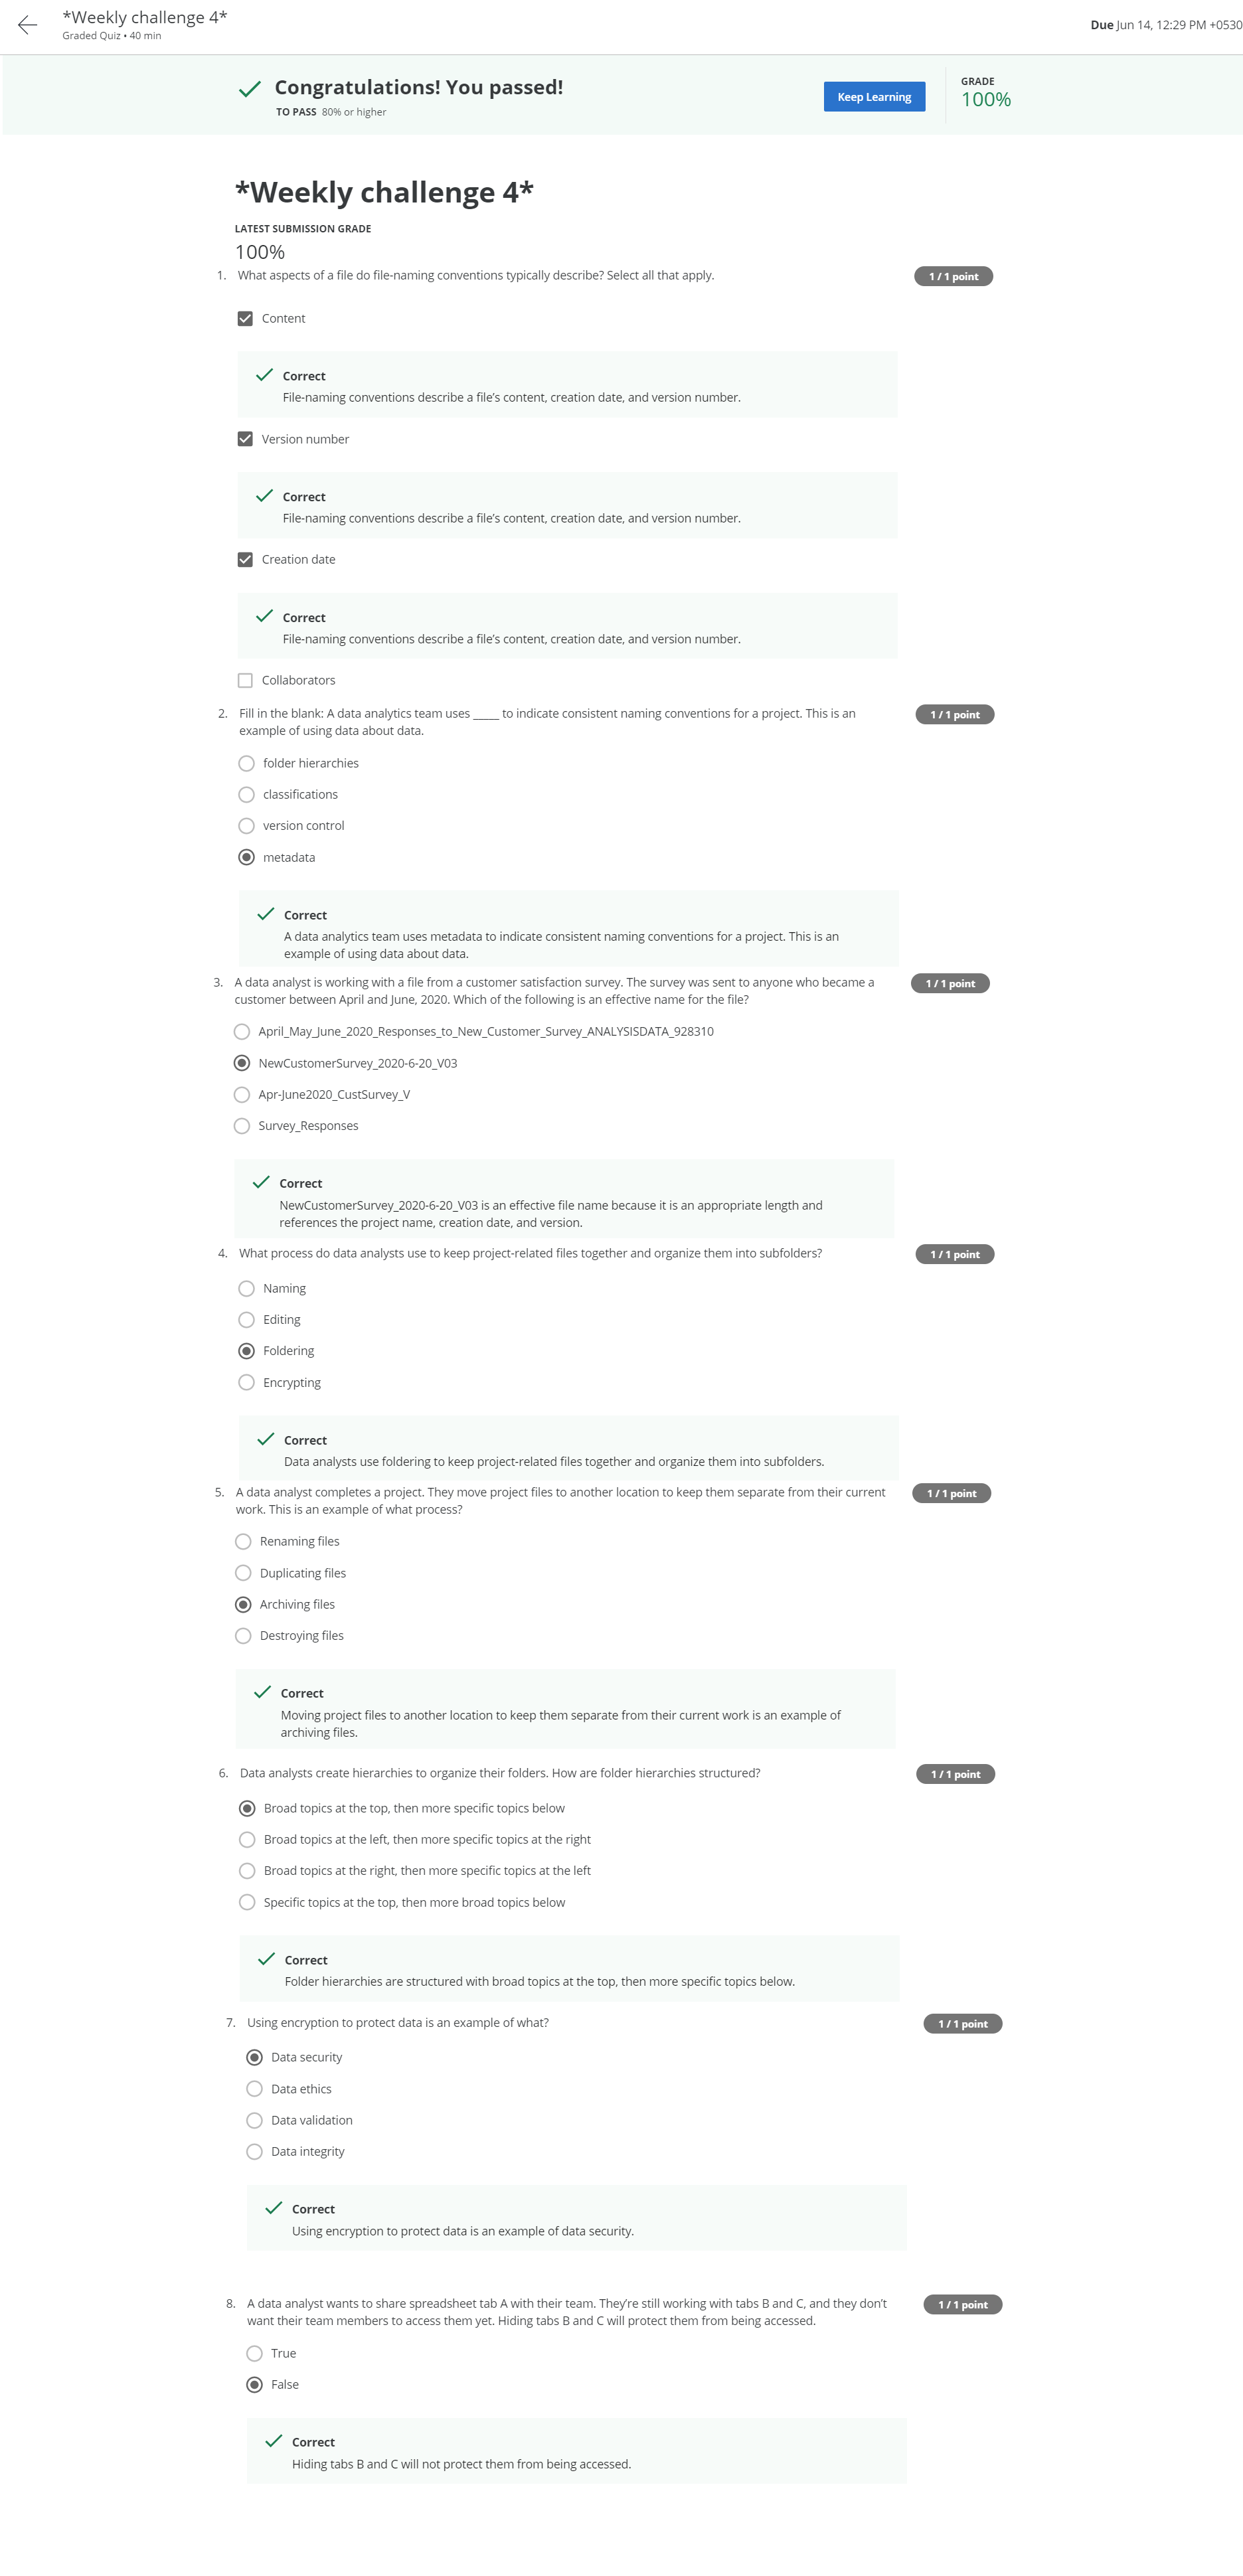 *Weekly challenge 4*
Graded Quiz • 40 min
Due Jun 14, 12:29 PM +0530
Congratulations! You passed!
TO PASS 80% or higher
Keep Learning
GRADE
100%
*Weekly challenge 4*
LATEST SUBMISSION GRADE
100%
1. What aspects of a file do file-naming conventions typically describe? Select all that apply.
1 / 1 point
Content
Correct
File-naming conventions describe a file’s content, creation date, and version number.
Version number
Correct
File-naming conventions describe a file’s content, creation date, and version number.
Creation date
Correct
File-naming conventions describe a file’s content, creation date, and version number.
Collaborators
2. Fill in the blank: A data analytics team uses _____ to indicate consistent naming conventions for a project. This is an
example of using data about data.
1 / 1 point
folder hierarchies
classifications
version control
metadata
Correct
A data analytics team uses metadata to indicate consistent naming conventions for a project. This is an
example of using data about data.
3. A data analyst is working with a file from a customer satisfaction survey. The survey was sent to anyone who became a
customer between April and June, 2020. Which of the following is an effective name for the file?
1 / 1 point
April_May_June_2020_Responses_to_New_Customer_Survey_ANALYSISDATA_928310
NewCustomerSurvey_2020-6-20_V03
Apr-June2020_CustSurvey_V
Survey_Responses
Correct
NewCustomerSurvey_2020-6-20_V03 is an effective file name because it is an appropriate length and
references the project name, creation date, and version.
4. What process do data analysts use to keep project-related files together and organize them into subfolders?
1 / 1 point
Naming
Editing
Foldering
Encrypting
Correct
Data analysts use foldering to keep project-related files together and organize them into subfolders.
5. A data analyst completes a project. They move project files to another location to keep them separate from their current
work. This is an example of what process?
1 / 1 point
Renaming files
Duplicating files
Archiving files
Destroying files
Correct
Moving project files to another location to keep them separate from their current work is an example of
archiving files.
6. Data analysts create hierarchies to organize their folders. How are folder hierarchies structured?
1 / 1 point
Broad topics at the top, then more specific topics below
Broad topics at the left, then more specific topics at the right
Broad topics at the right, then more specific topics at the left
Specific topics at the top, then more broad topics below
Correct
Folder hierarchies are structured with broad topics at the top, then more specific topics below.
7. Using encryption to protect data is an example of what?
1 / 1 point
Data security
Data ethics
Data validation
Data integrity
Correct
Using encryption to protect data is an example of data security.
8. A data analyst wants to share spreadsheet tab A with their team. They’re still working with tabs B and C, and they don’t
want their team members to access them yet. Hiding tabs B and C will protect them from being accessed.
1 / 1 point
True
False
Correct
Hiding tabs B and C will not protect them from being accessed.